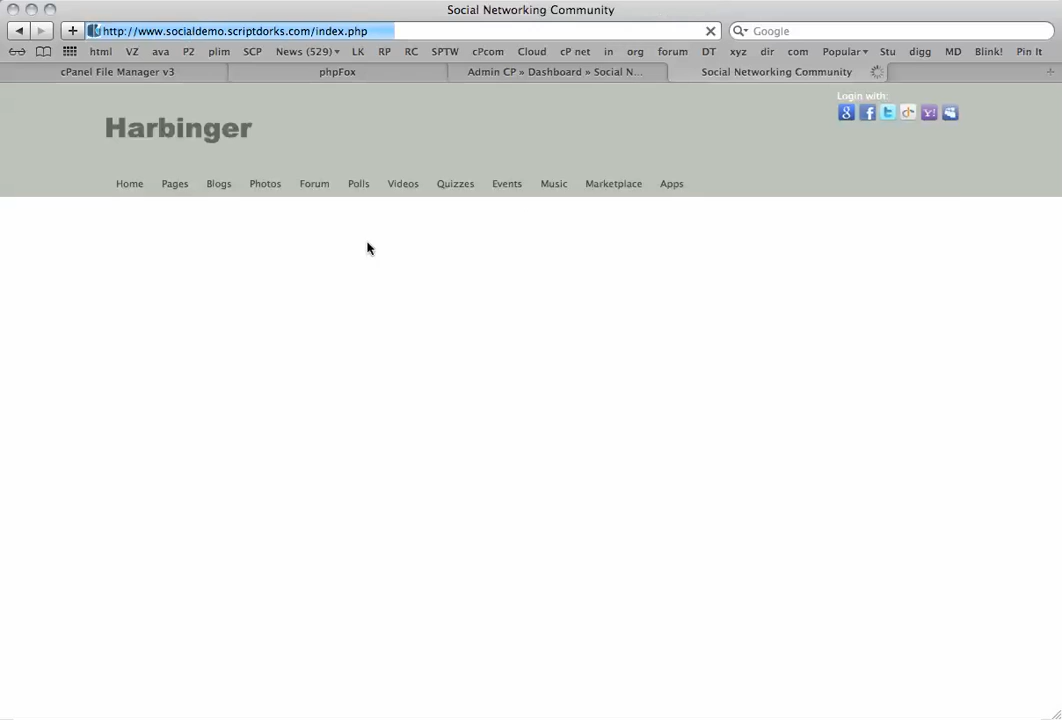 Social Networking Community
http://www.socialdemo.scriptdorks.com/index.php
Google
html VZ ava P2 plim SCP News (529) LK RP RC SPTW cPcom Cloud cP net in org forum DT xyz dir com Popular Stu digg MD Blink! Pin It
cPanel File Manager v3
phpFox
Admin CP » Dashboard » Social N...
Social Networking Community
Login with:
Harbinger
Home Pages Blogs Photos Forum Polls Videos Quizzes Events Music Marketplace Apps